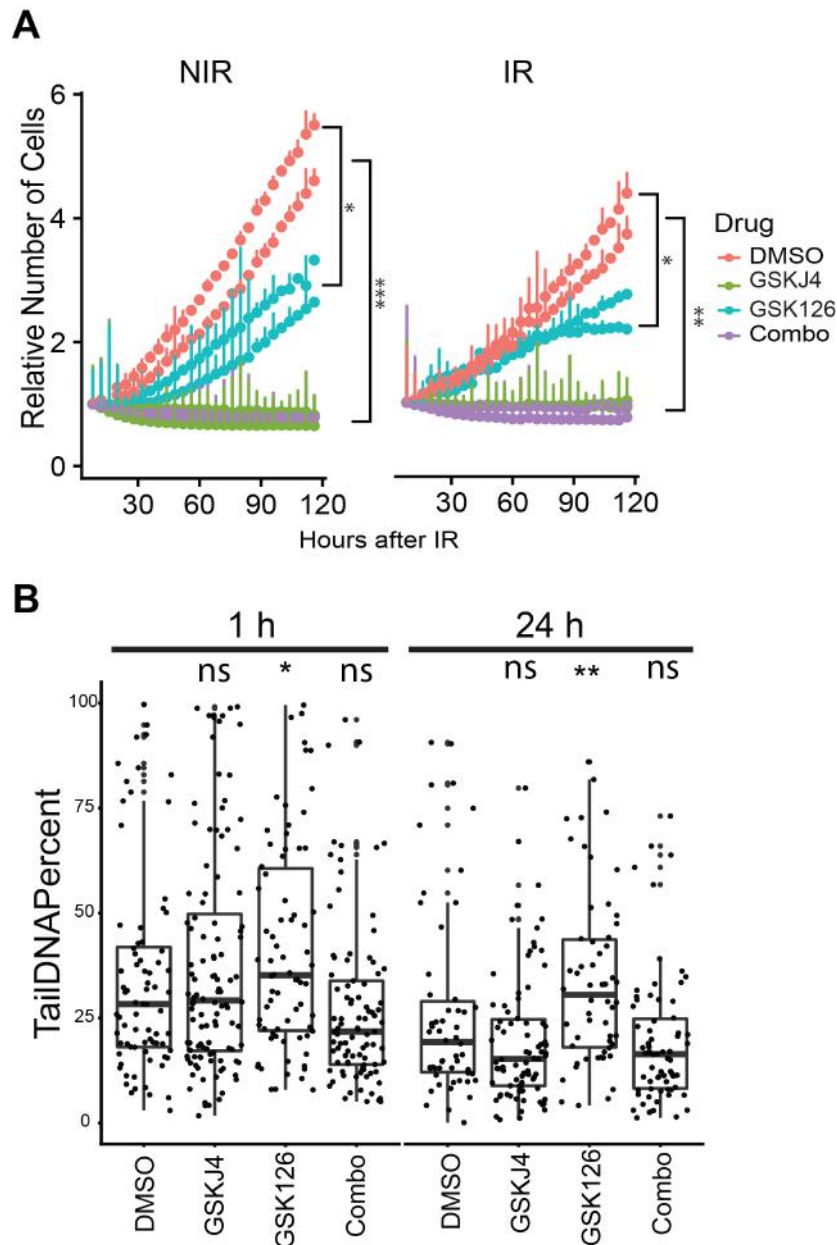 A
NIR
IR
Relative Number of Cells
6
4
2
0
*
***
*
**
30
60
90
120
30
60
90
120
Hours after IR
Drug
DMSO
GSKJ4
GSK126
Combo
B
1 h
24 h
ns
*
ns
ns
**
ns
TailDNAPercent
100
75
50
25
0
DMSO
GSKJ4
GSK126
Combo
DMSO
GSKJ4
GSK126
Combo